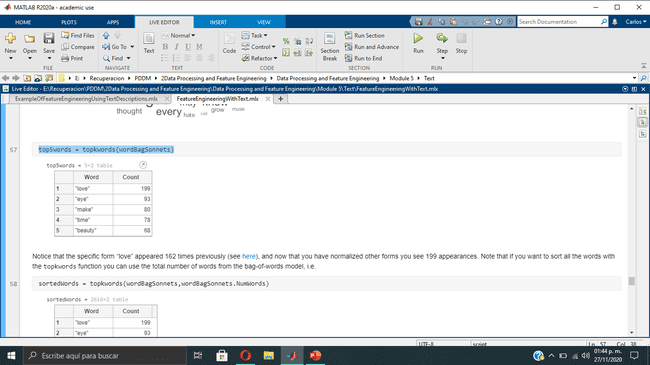 MATLAB R2020a - academic use
HOME PLOTS APPS LIVE EDITOR INSERT VIEW
Search Documentation
Carlos
New Open Save
Find Files
Compare
Print
Go To
Find
Text
Normal
B I U M
Code
Task
Control
Refactor
Section Break
Run Section
Run and Advance
Run to End
Run Step Stop
FILE NAVIGATE TEXT CODE SECTION RUN
E: Recuperacion PDDM 2Data Processing and Feature Engineering Data Processing and Feature Engineering Module 5 Text
Live Editor - E:\Recuperacion\PDDM\2Data Processing and Feature Engineering\Data Processing and Feature Engineering\Module 5\Text\FeatureEngineeringWithText.mlx
ExampleOfFeatureEngineeringUsingTextDescriptions.mlx FeatureEngineeringWithText.mlx
thought every hate grow
57 top5words = topkwords(wordBagSonnets)
top5words = 5×2 table
Word Count
1 "love" 199
2 "eye" 93
3 "make" 80
4 "time" 78
5 "beauty" 68
Notice that the specific form "love" appeared 162 times previously (see here), and now that you have normalized other forms you see 199 appearances. Note that if you want to sort all the words with
the topkwords function you can use the total number of words from the bag-of-words model, i.e.
58 sortedWords = topkwords(wordBagSonnets,wordBagSonnets.NumWords)
sortedWords = 2616×2 table
Word Count
1 "love" 199
2 "eye" 93
UTF-8 script Ln 57 Col 38
Escribe aquí para buscar
01:44 p. m.
27/11/2020